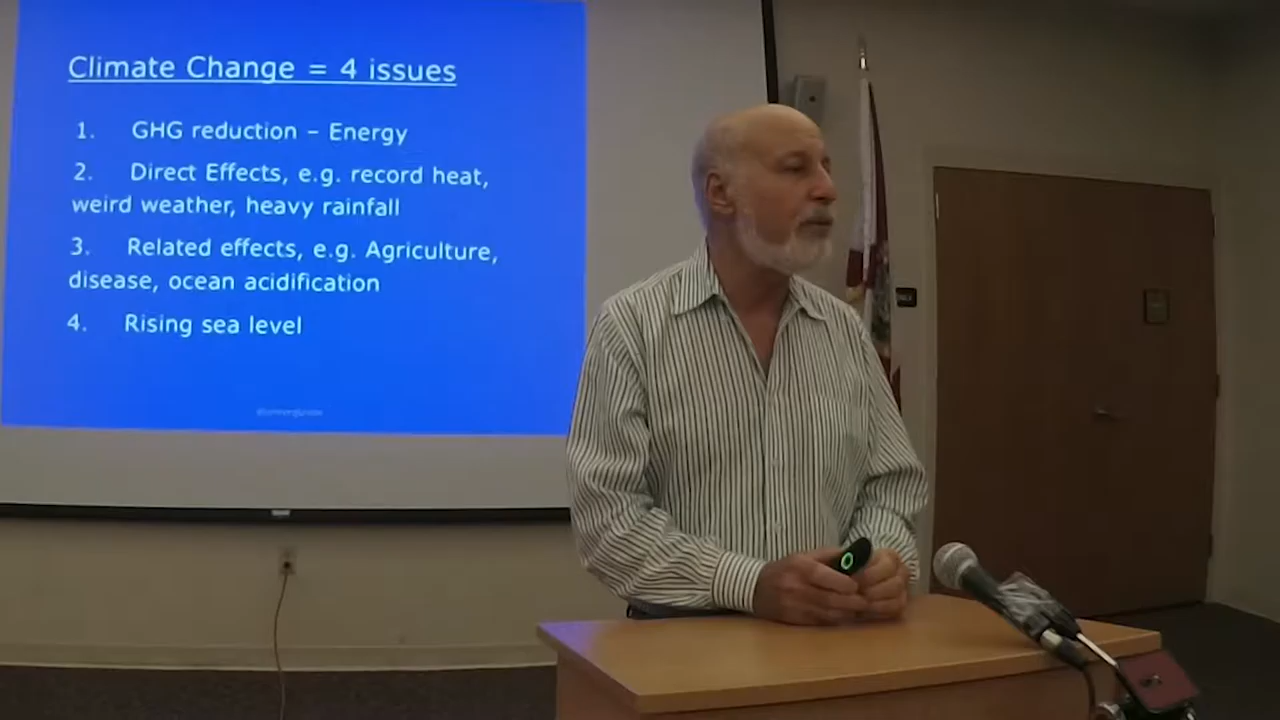 Climate Change = 4 issues
1. GHG reduction – Energy
2. Direct Effects, e.g. record heat,
weird weather, heavy rainfall
3. Related effects, e.g. Agriculture,
disease, ocean acidification
4. Rising sea level